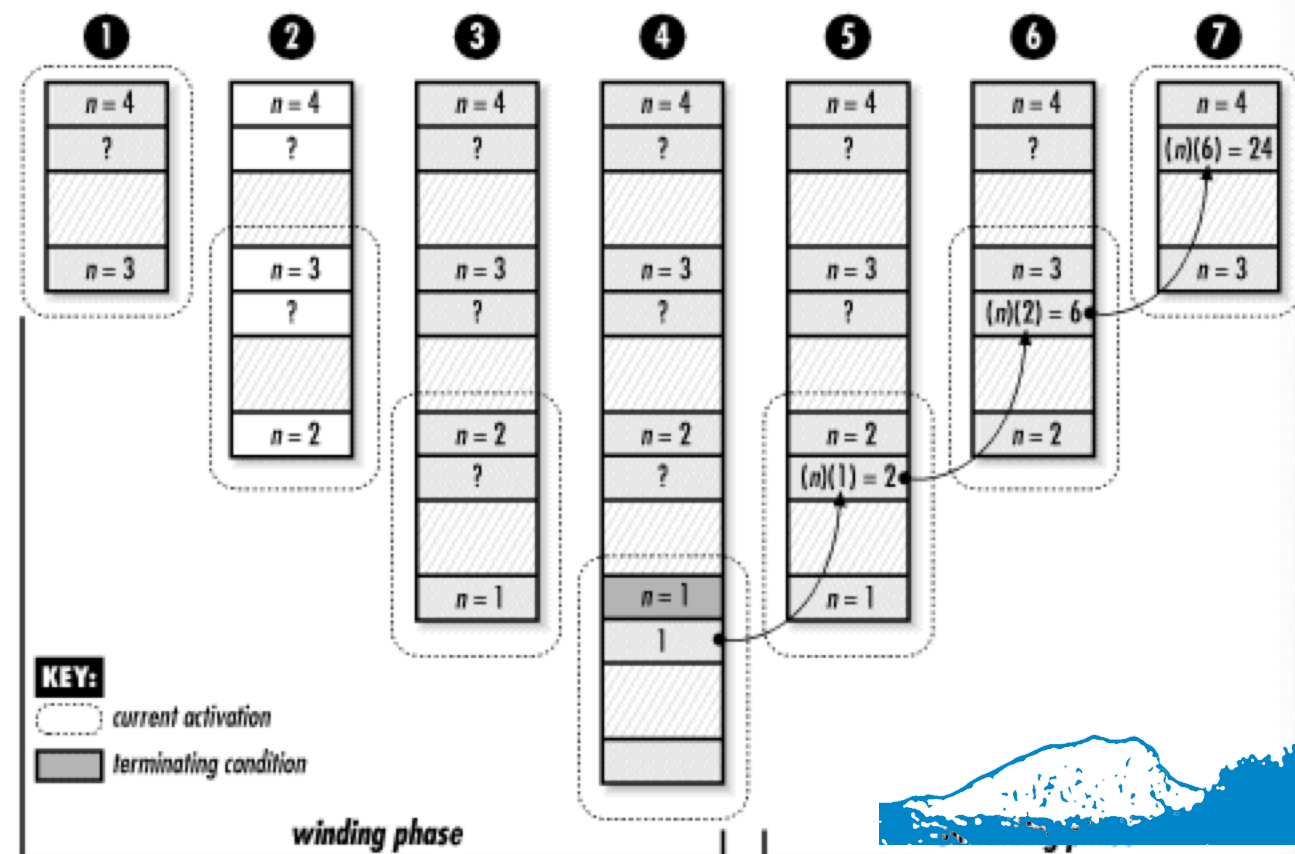 1 2 3 4 5 6 7
n = 4 n = 4 n = 4 n = 4 n = 4 n = 4 n = 4
? ? ? ? ? ? (n)(6) = 24
n = 3 n = 3 n = 3 n = 3 n = 3 n = 3 n = 3
? ? ? ? (n)(2) = 6
n = 2 n = 2 n = 2 n = 2 n = 2
? ? (n)(1) = 2
n = 1 n = 1 n = 1
1
KEY:
current activation
terminating condition
winding phase